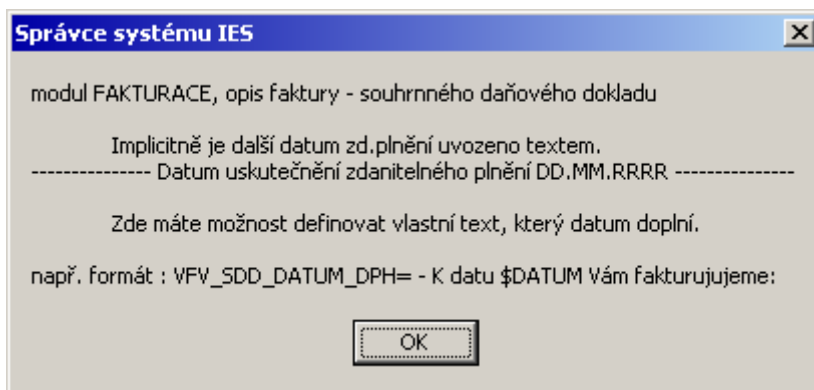 Správce systému IES
modul FAKTURACE, opis faktury - souhrnného daňového dokladu
Implicitně je další datum zd.plnění uvozeno textem.
--------------- Datum uskutečnění zdanitelného plnění DD.MM.RRRR ---------------
Zde máte možnost definovat vlastní text, který datum doplní.
např. formát : VFV_SDD_DATUM_DPH= - K datu $DATUM Vám fakturujujeme:
OK